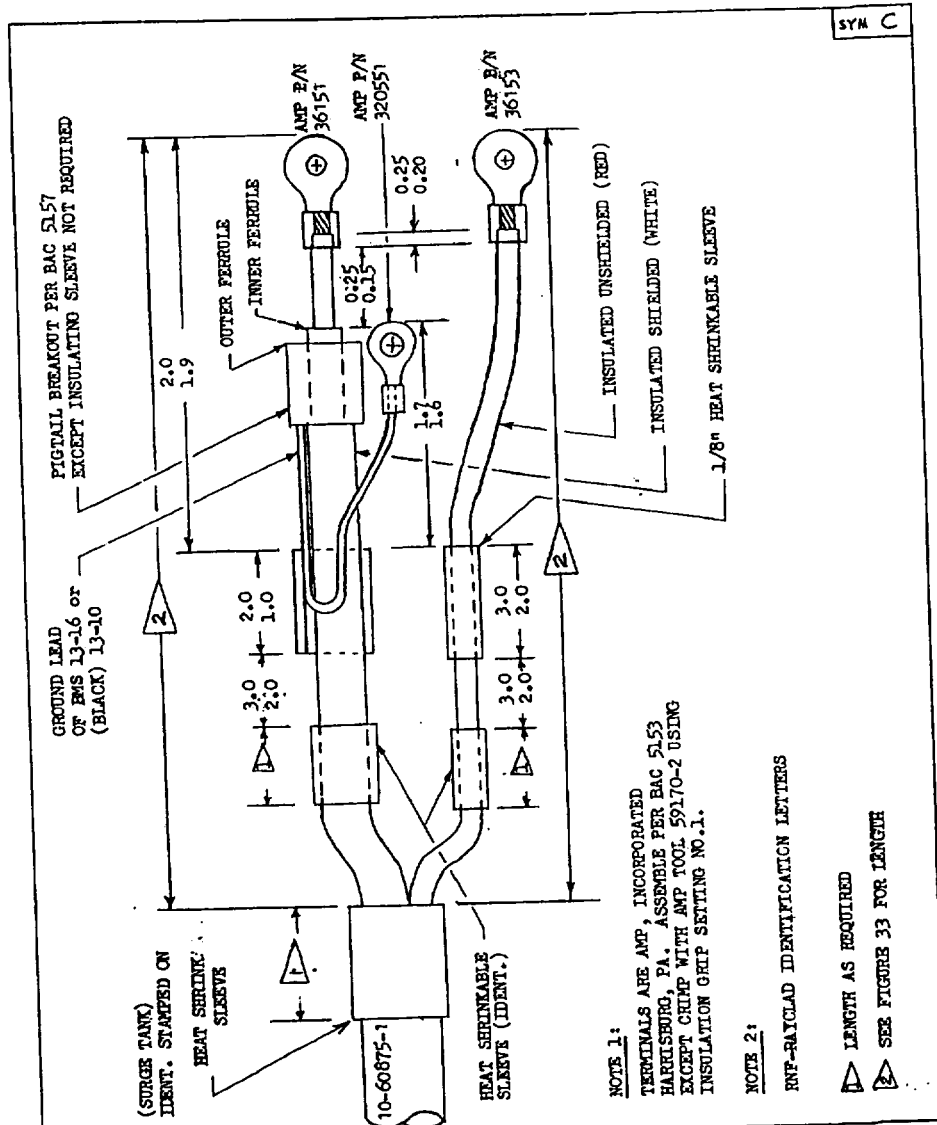 SYM C
(SURGE TANK)
IDENT. STAMPED ON
HEAT SHRINK
SLEEVE
GROUND LEAD
OF BMS 13-16 or
(BLACK) 13-10
PIGTAIL BREAKOUT PER BAC 5157
EXCEPT INSULATING SLEEVE NOT REQUIRED
2
2.0
1.9
OUTER FERRULE
INNER FERRULE
AMP P/N
36151
AMP P/N
320551
0.25
0.15
0.25
0.20
AMP P/N
36153
1
1
3.0
2.0
2.0
1.0
1.7
1.6
10-60875-1
HEAT SHRINKABLE
SLEEVE (IDENT.)
1
3.0
2.0
3.0
2.0
2
INSULATED UNSHIELDED (RED)
INSULATED SHIELDED (WHITE)
1/8" HEAT SHRINKABLE SLEEVE
NOTE 1:
TERMINALS ARE AMP, INCORPORATED
HARRISBURG, PA. ASSEMBLE PER BAC 5153
EXCEPT CRIMP WITH AMP TOOL 59170-2 USING
INSULATION GRIP SETTING NO.1.
NOTE 2:
RNF-RAYCLAD IDENTIFICATION LETTERS
1 LENGTH AS REQUIRED
2 SEE FIGURE 33 FOR LENGTH